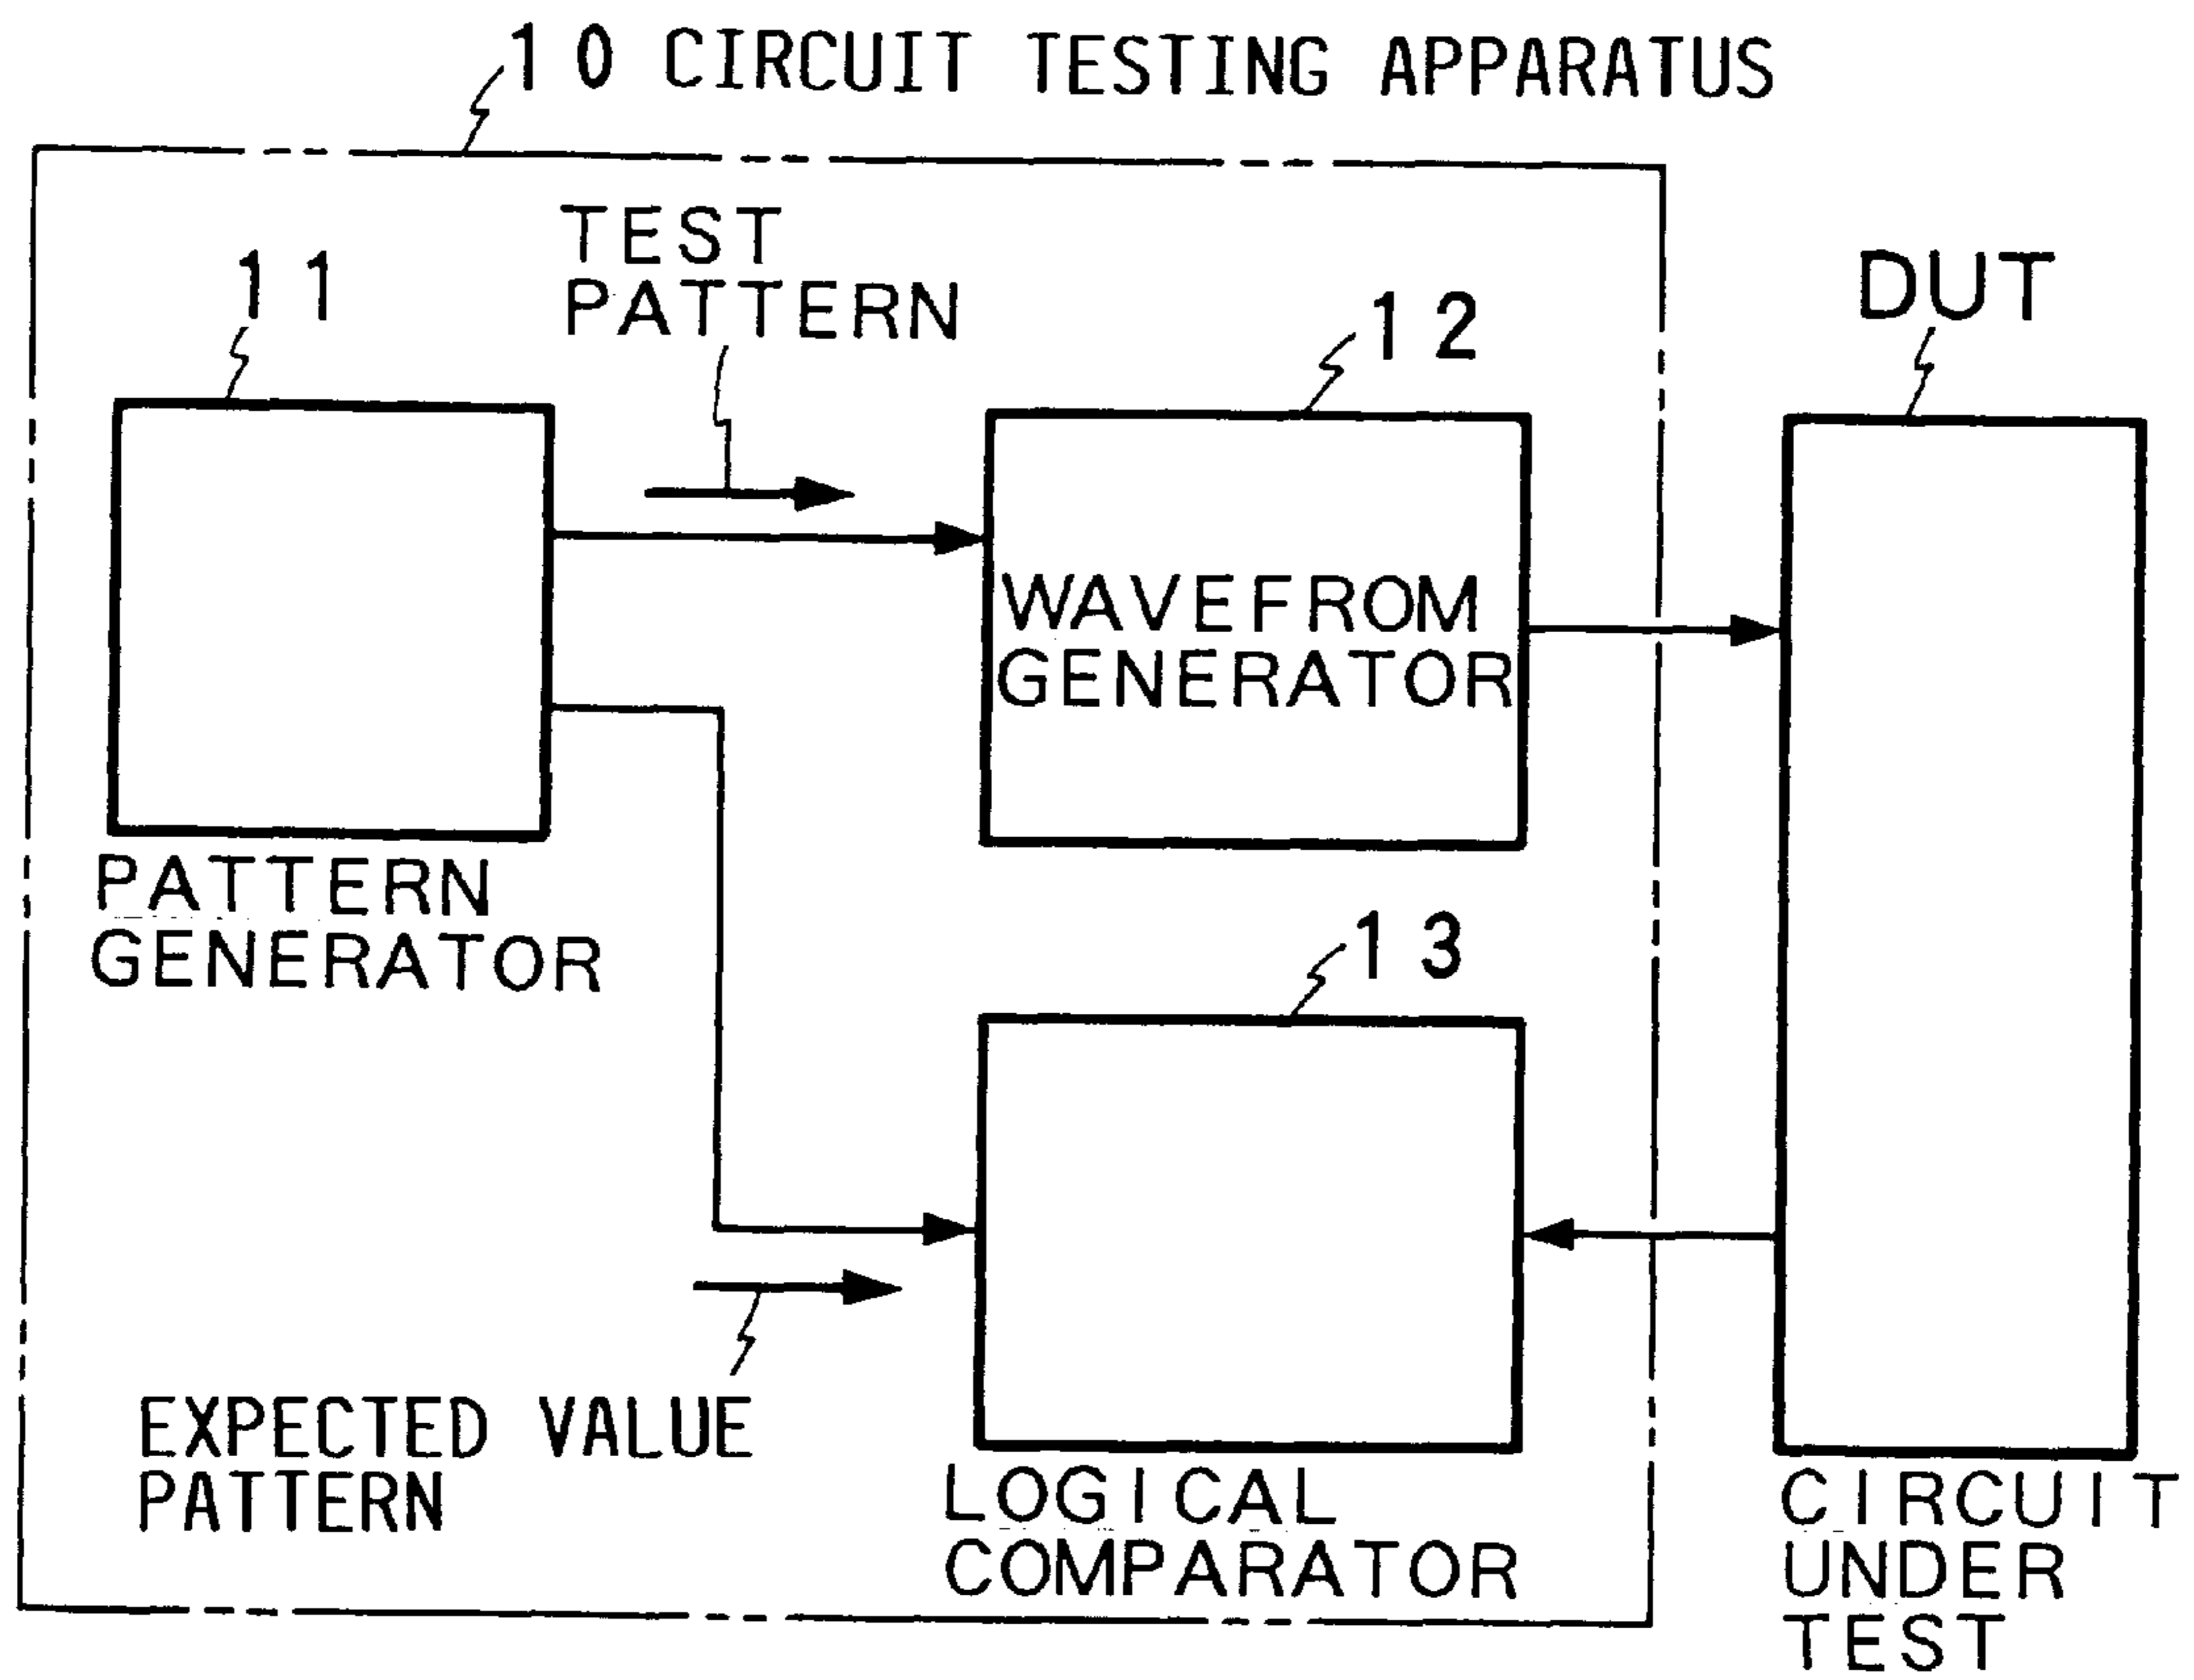 10 CIRCUIT TESTING APPARATUS
TEST
PATTERN
11
12
DUT
WAVEFROM
GENERATOR
PATTERN
GENERATOR
13
EXPECTED VALUE
PATTERN
LOGICAL
COMPARATOR
CIRCUIT
UNDER
TEST